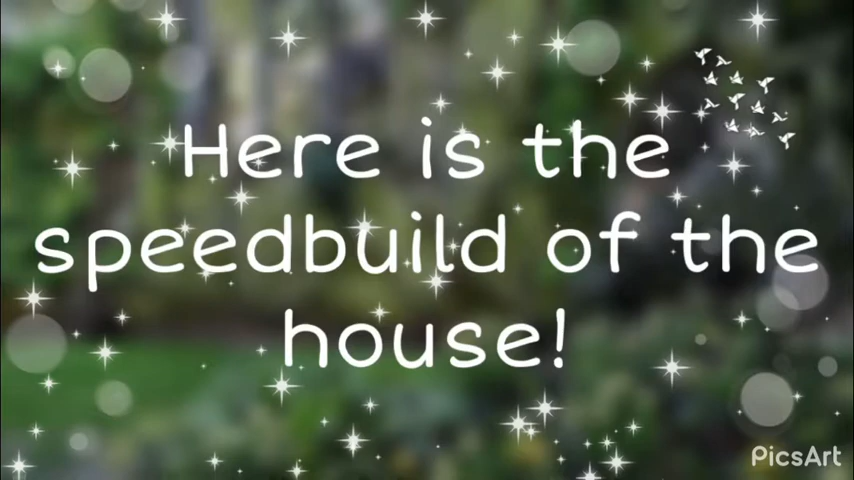 Here is the
speedbuild of the
house!
PicsArt